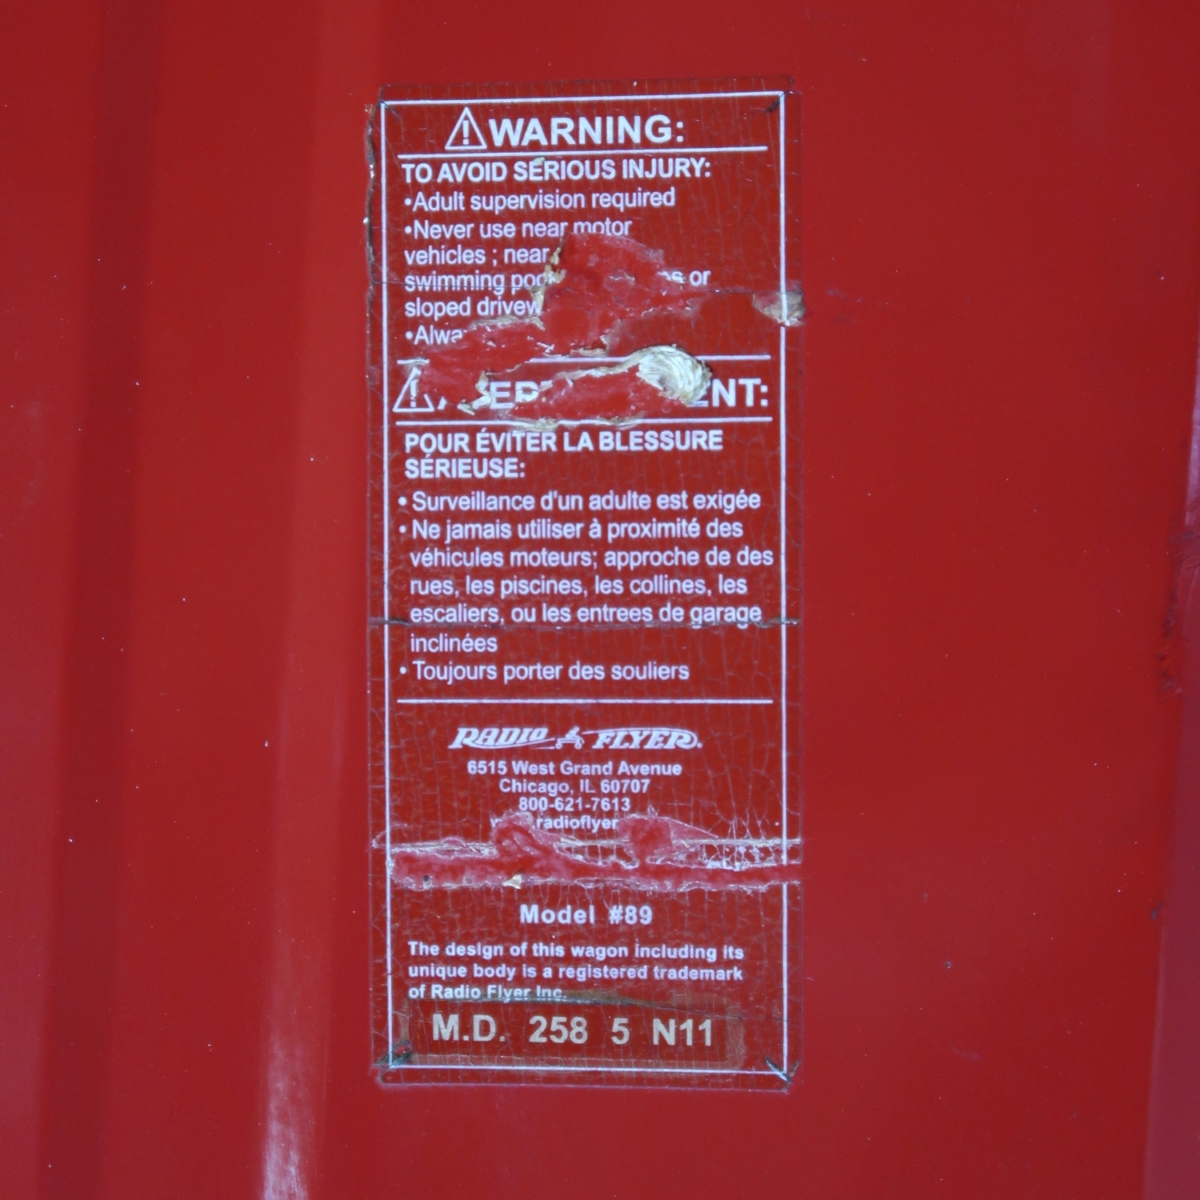 WARNING:
TO AVOID SERIOUS INJURY:
•Adult supervision required
•Never use near motor
vehicles ; near
swimming or
sloped
POUR ÉVITER LA BLESSURE
SÉRIEUSE:
• Surveillance d'un adulte est exigée
• Ne jamais utiliser à proximité des
véhicules moteurs; approche de des
rues, les piscines, les collines, les
escaliers, ou les entrees de garage
inclinées
• Toujours porter des souliers
RADIO FLYER.
6515 West Grand Avenue
Chicago, IL 60707
800-621-7613
radioflyer
Model #89
The design of this wagon including its
unique body is a registered trademark
of Radio Flyer Inc.
M.D. 258 5 N11